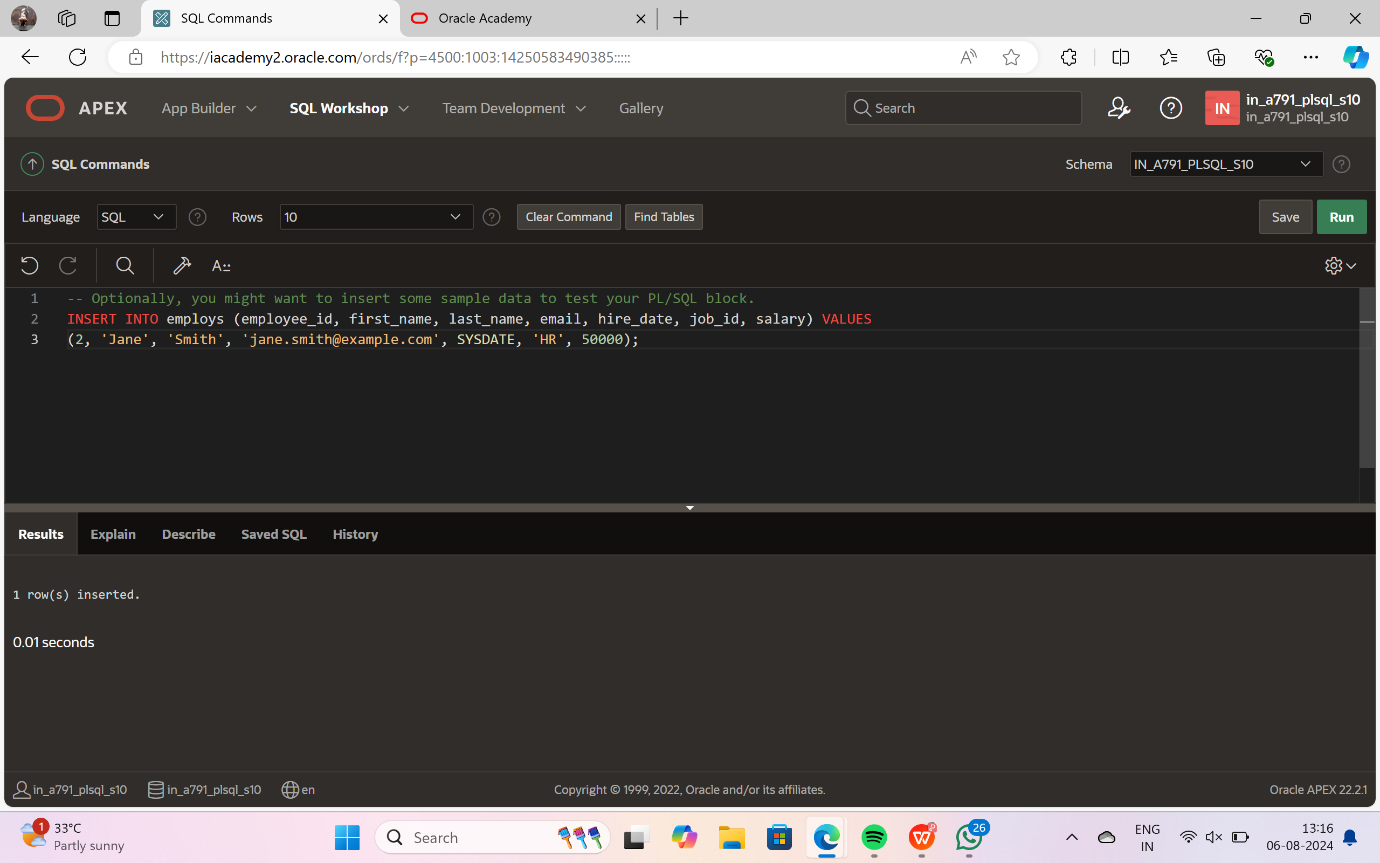 SQL Commands
Oracle Academy
https://iacademy2.oracle.com/ords/f?p=4500:1003:14250583490385:::::
APEX
App Builder
SQL Workshop
Team Development
Gallery
Search
IN
in_a791_plsql_s10
in_a791_plsql_s10
SQL Commands
Schema
IN_A791_PLSQL_S10
Language
SQL
Rows
10
Clear Command
Find Tables
Save
Run
A::
1 -- Optionally, you might want to insert some sample data to test your PL/SQL block.
2 INSERT INTO employs (employee_id, first_name, last_name, email, hire_date, job_id, salary) VALUES
3 (2, 'Jane', 'Smith', 'jane.smith@example.com', SYSDATE, 'HR', 50000);
Results
Explain
Describe
Saved SQL
History
1 row(s) inserted.
0.01 seconds
in_a791_plsql_s10
in_a791_plsql_s10
en
Copyright © 1999, 2022, Oracle and/or its affiliates.
Oracle APEX 22.2.1
1
33°C
Partly sunny
Search
26
ENG
IN
13:16
06-08-2024